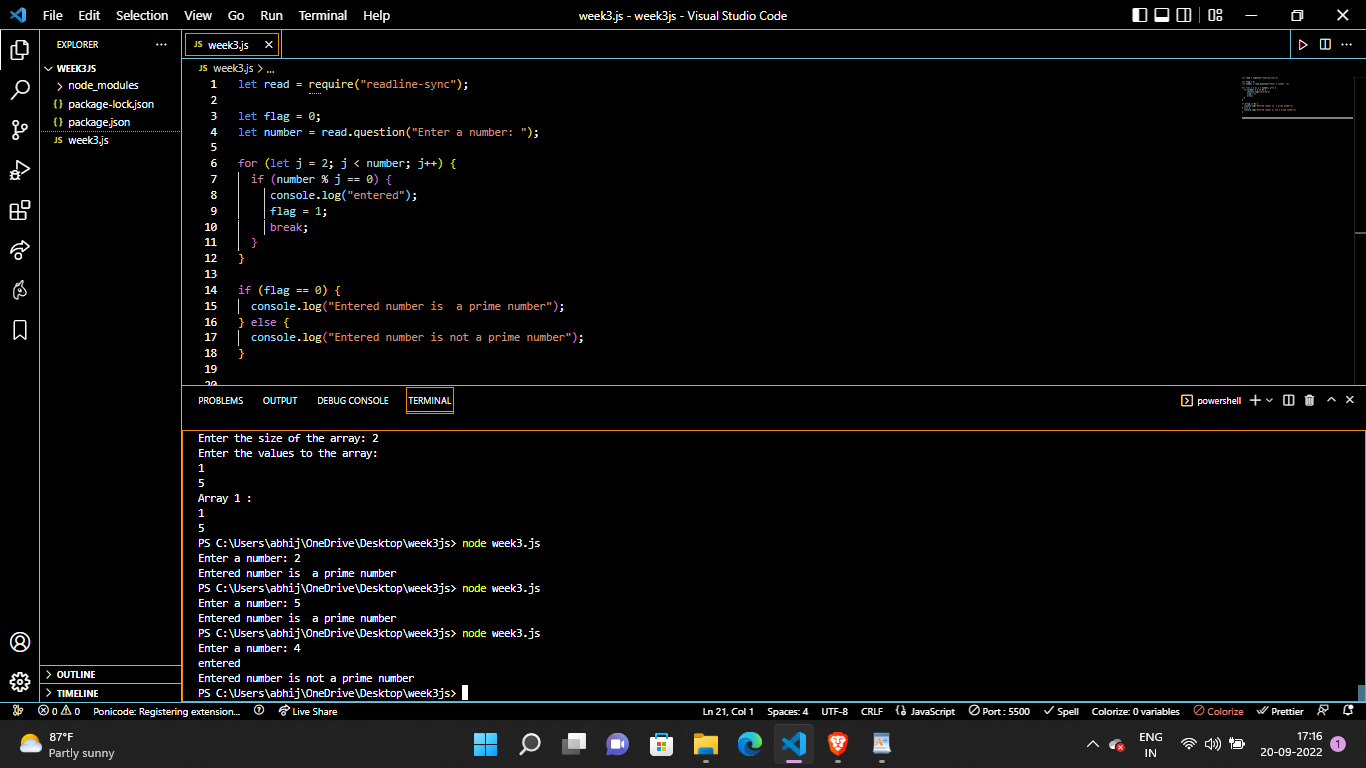 File Edit Selection View Go Run Terminal Help week3.js - week3js - Visual Studio Code
EXPLORER ...
WEEK3JS
node_modules
{} package-lock.json
{} package.json
JS week3.js
OUTLINE
TIMELINE
JS week3.js ×
JS week3.js > ...
1 let read = require("readline-sync");
2
3 let flag = 0;
4 let number = read.question("Enter a number: ");
5
6 for (let j = 2; j < number; j++) {
7 if (number % j == 0) {
8 console.log("entered");
9 flag = 1;
10 break;
11 }
12 }
13
14 if (flag == 0) {
15 console.log("Entered number is  a prime number");
16 } else {
17 console.log("Entered number is not a prime number");
18 }
19
20
PROBLEMS OUTPUT DEBUG CONSOLE TERMINAL powershell
Enter the size of the array: 2
Enter the values to the array:
1
5
Array 1 :
1
5
PS C:\Users\abhij\OneDrive\Desktop\week3js> node week3.js
Enter a number: 2
Entered number is  a prime number
PS C:\Users\abhij\OneDrive\Desktop\week3js> node week3.js
Enter a number: 5
Entered number is  a prime number
PS C:\Users\abhij\OneDrive\Desktop\week3js> node week3.js
Enter a number: 4
entered
Entered number is not a prime number
PS C:\Users\abhij\OneDrive\Desktop\week3js>
0 0 Ponicode: Registering extension... Live Share Ln 21, Col 1 Spaces: 4 UTF-8 CRLF {} JavaScript Port : 5500 Spell Colorize: 0 variables Colorize Prettier
87°F
Partly sunny
ENG
IN
17:16
20-09-2022
1